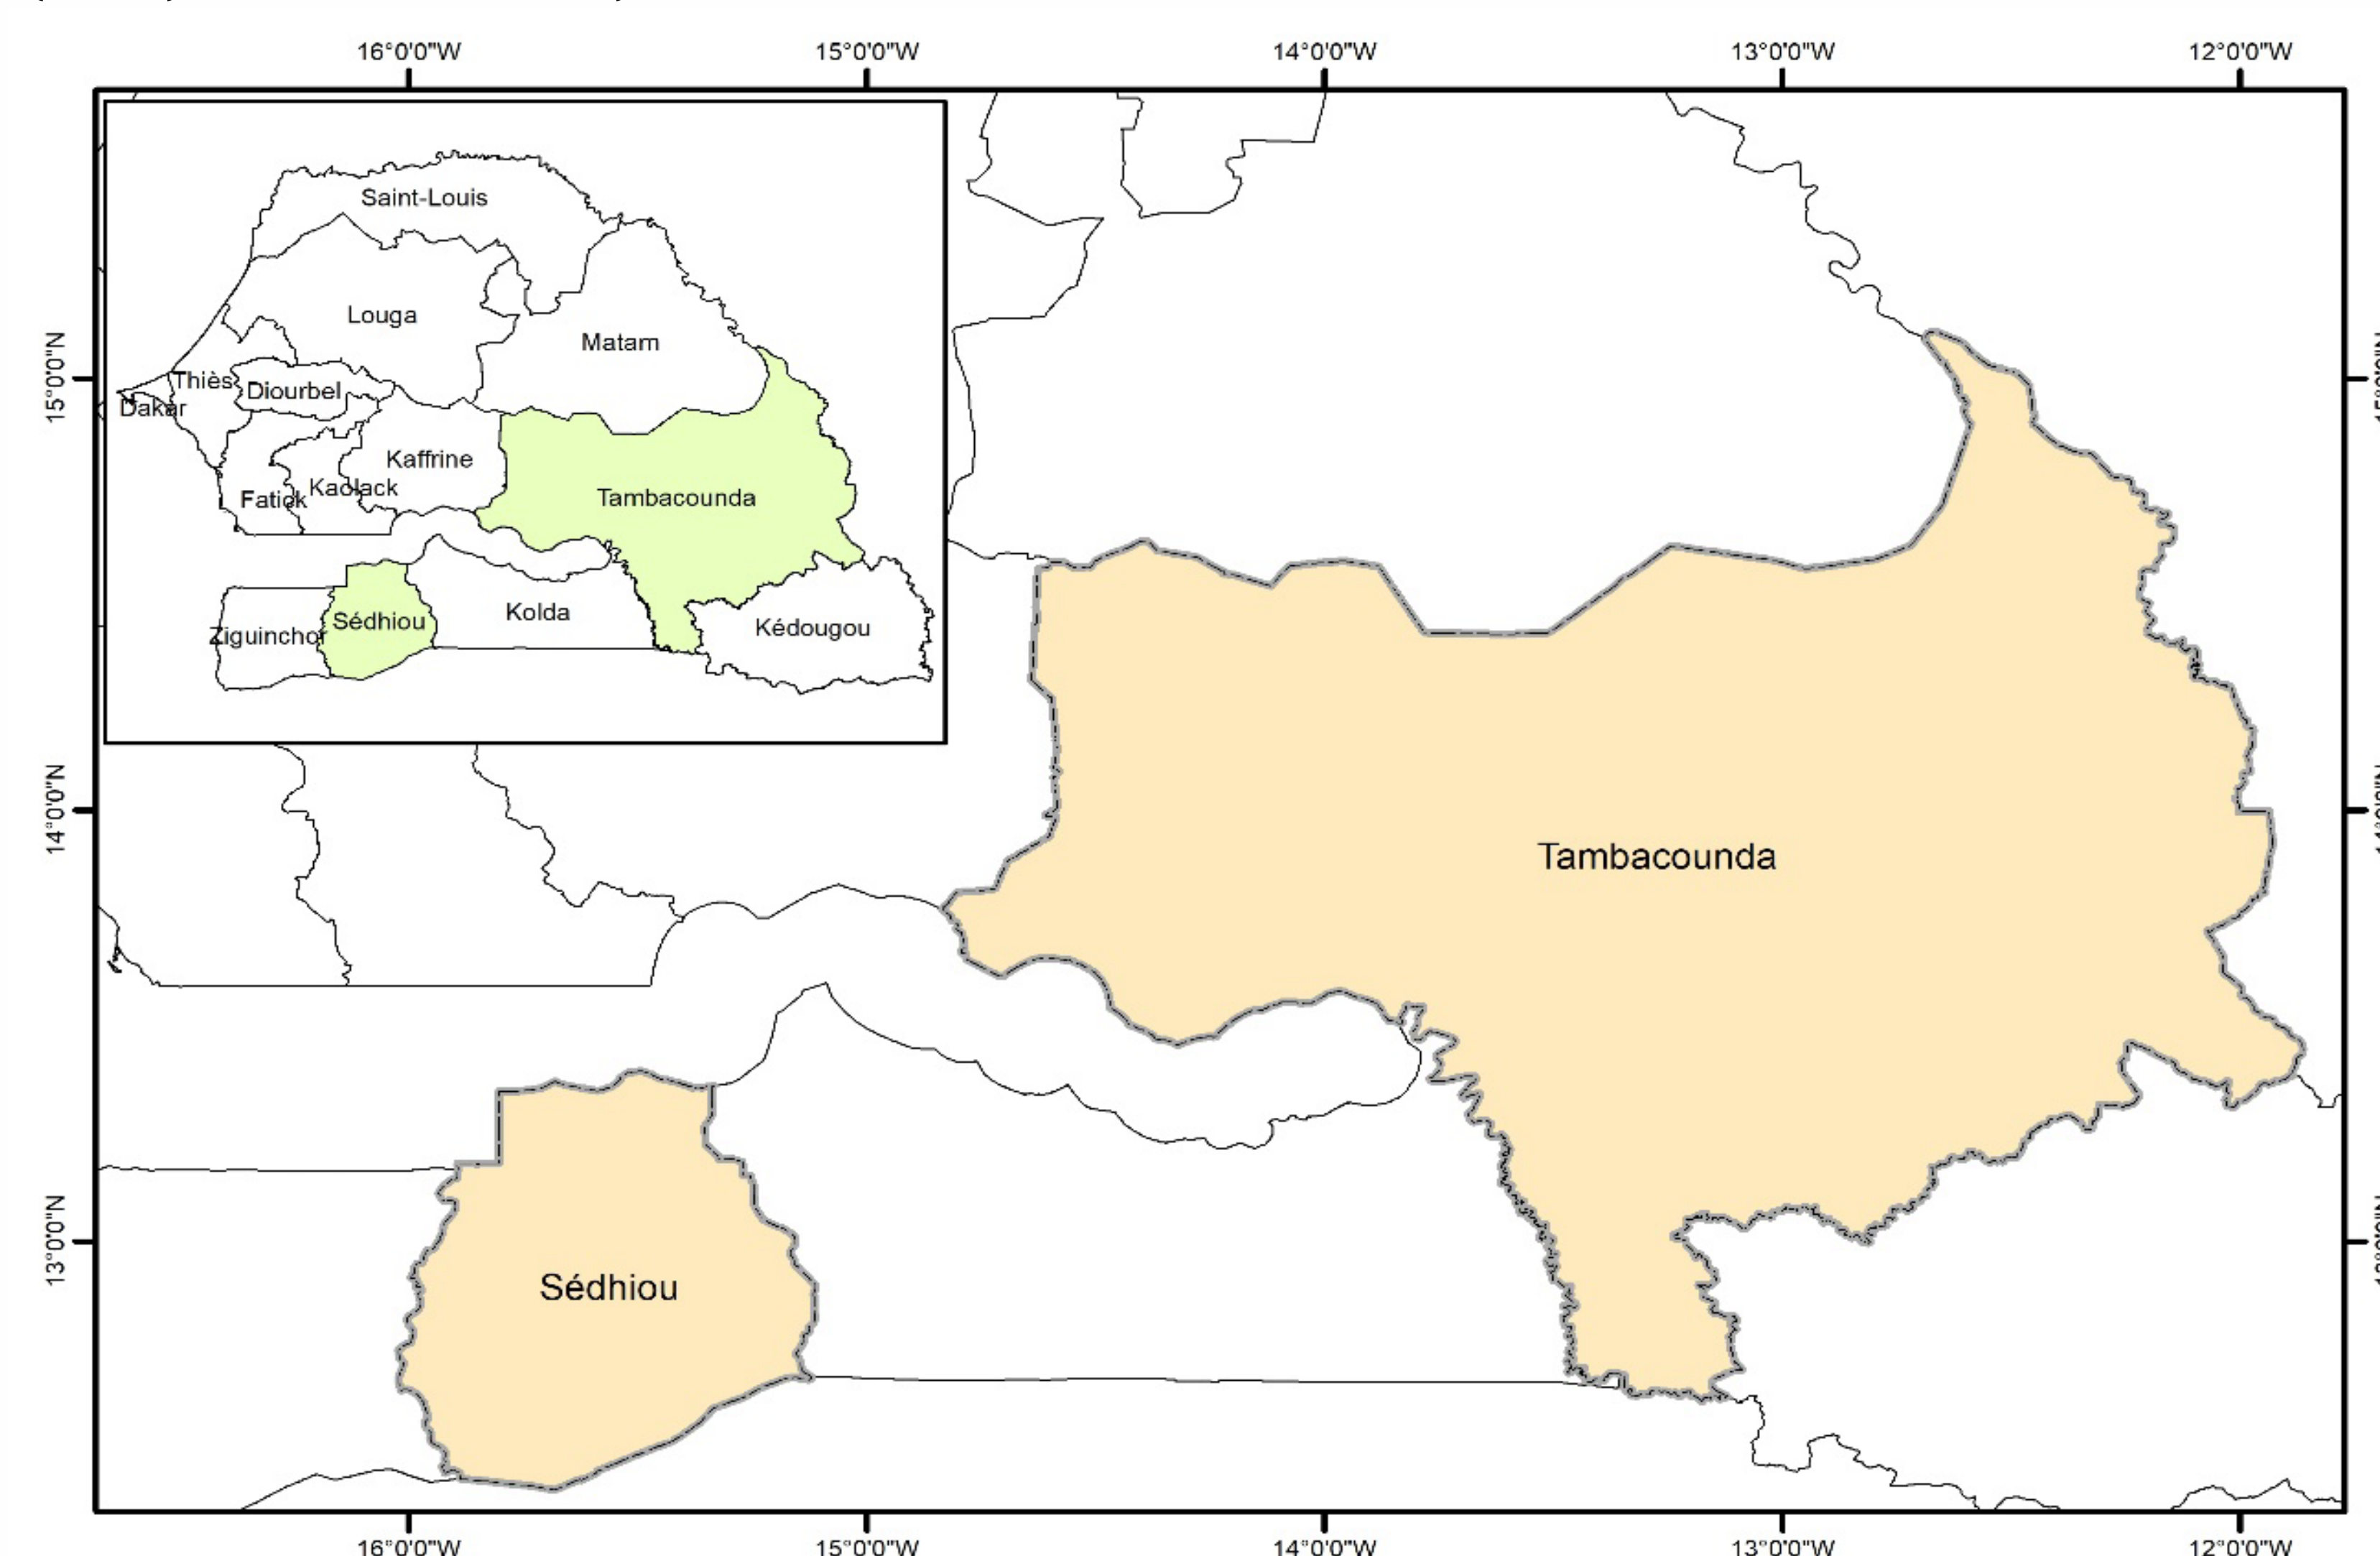 16°0'0"W 15°0'0"W 14°0'0"W 13°0'0"W 12°0'0"W
Saint-Louis
Louga
Matam
Thiès
Diourbel
Dakar
Kaffrine
Kaolack
Fatick
Tambacounda
Kolda
Sédhiou
Kédougou
Ziguinchor
15°0'0"N
14°0'0"N
13°0'0"N
Tambacounda
Sédhiou
16°0'0"W 15°0'0"W 14°0'0"W 13°0'0"W 12°0'0"W